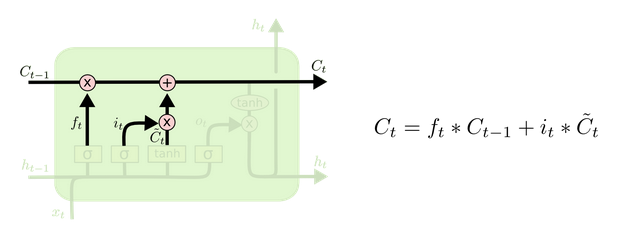 h_t
C_{t-1}
×
+
C_t
tanh
f_t
i_t
×
o_t
×
C̃_t
σ
σ
tanh
σ
h_{t-1}
h_t
x_t
C_t = f_t * C_{t-1} + i_t * C̃_t